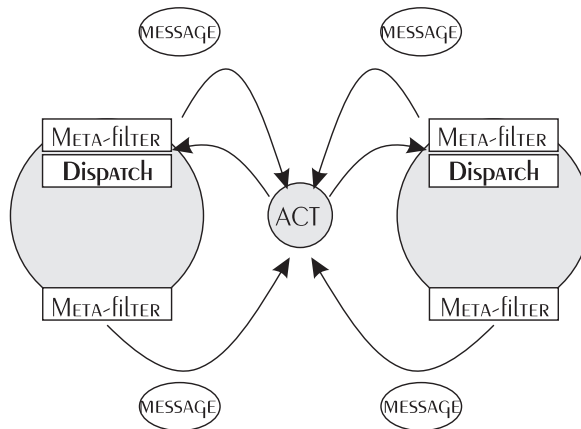 MESSAGE
MESSAGE
META-filTER
META-filTER
DispATCH
DispATCH
ACT
META-filTER
META-filTER
MESSAGE
MESSAGE